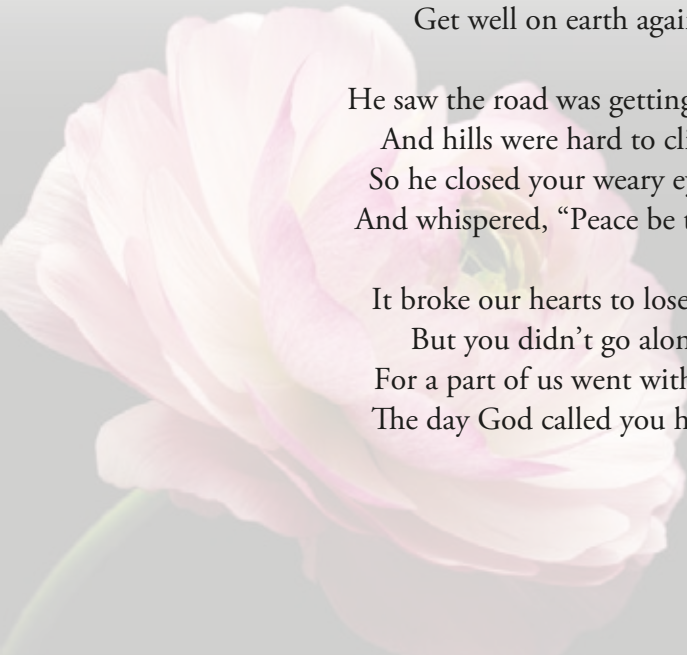 Get well on earth
He saw the road was getting
And hills were hard to
So he closed your weary
And whispered, “Peace be
It broke our hearts to lose
But you didn’t go
For a part of us went
The day God called you